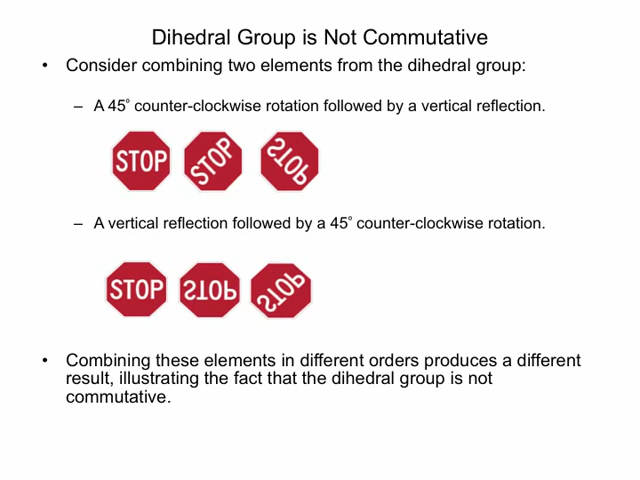 Dihedral Group is Not Commutative
• Consider combining two elements from the dihedral group:
– A 45° counter-clockwise rotation followed by a vertical reflection.
STOP STOP STOP
– A vertical reflection followed by a 45° counter-clockwise rotation.
STOP STOP STOP
• Combining these elements in different orders produces a different
result, illustrating the fact that the dihedral group is not
commutative.